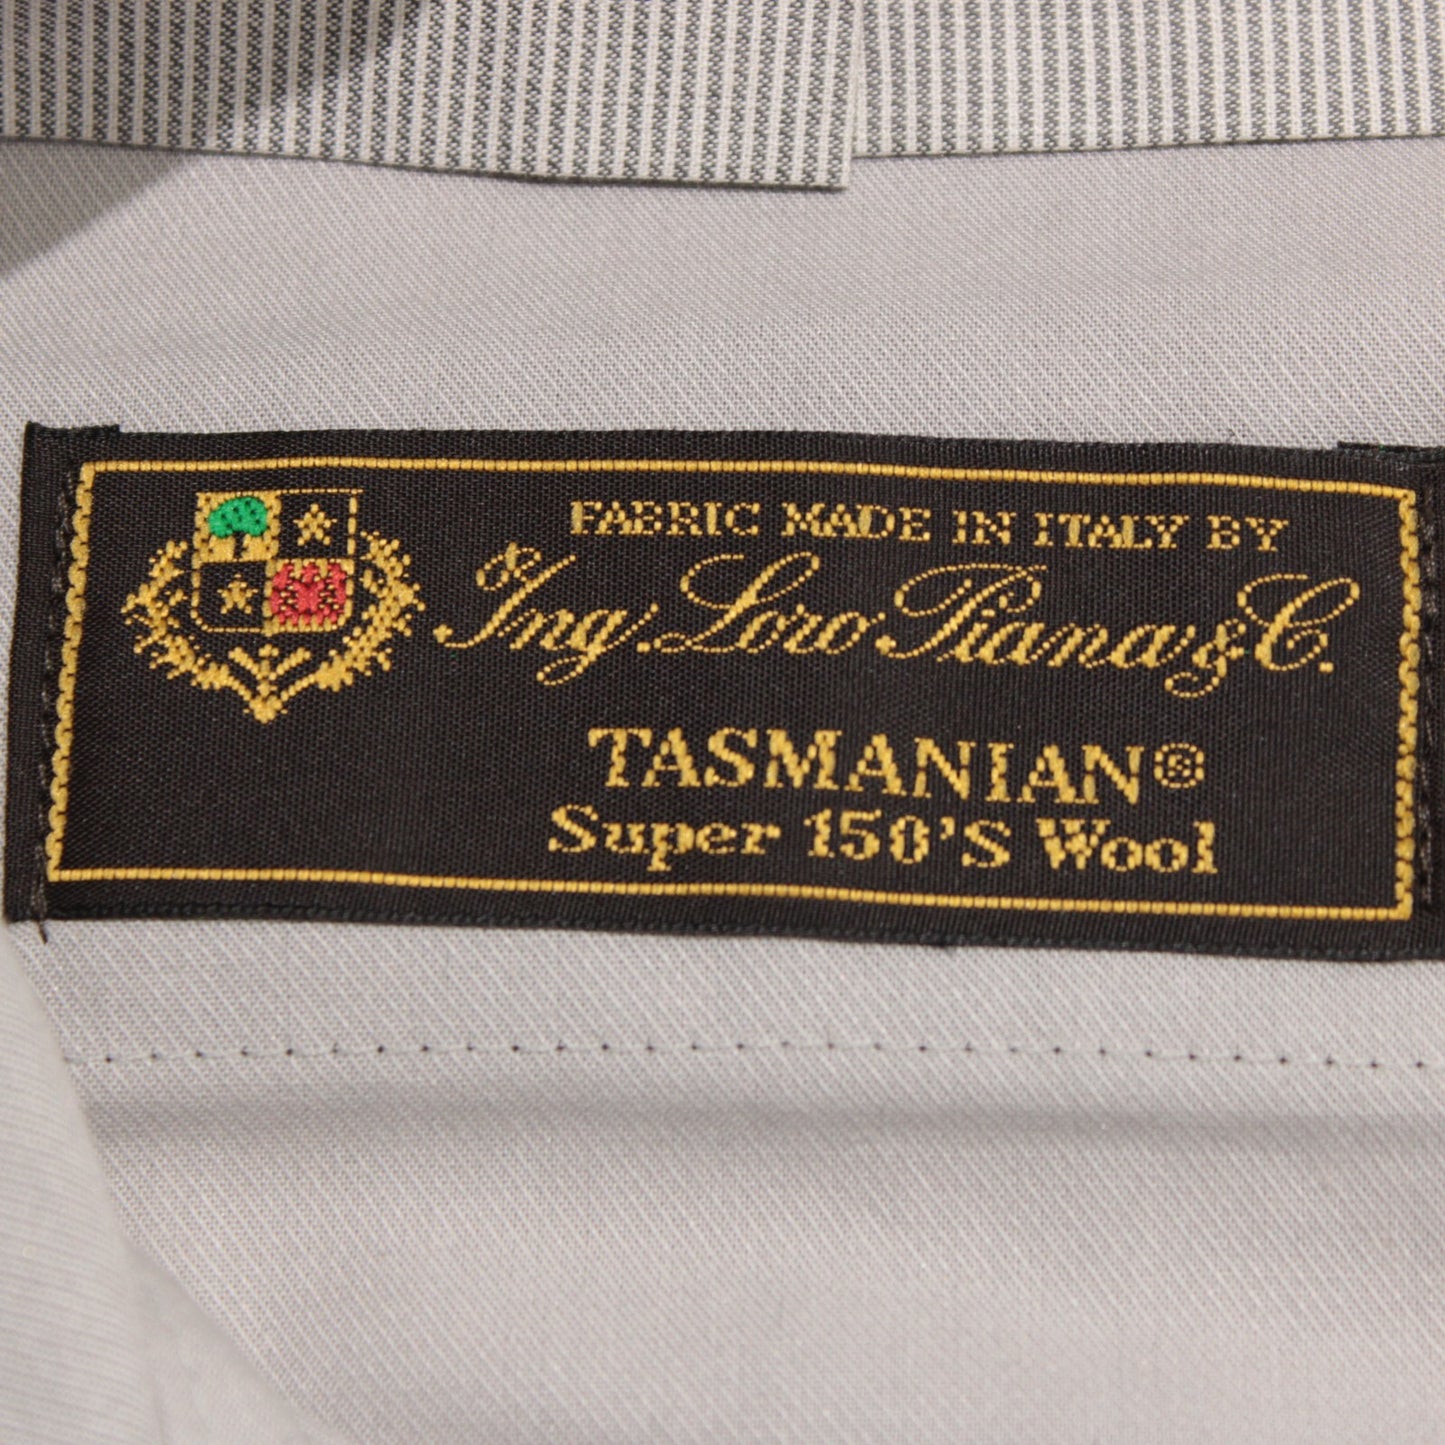 FABRIC MADE IN ITALY BY
Ing. Loro Piana & C.
TASMANIAN®
Super 150'S Wool